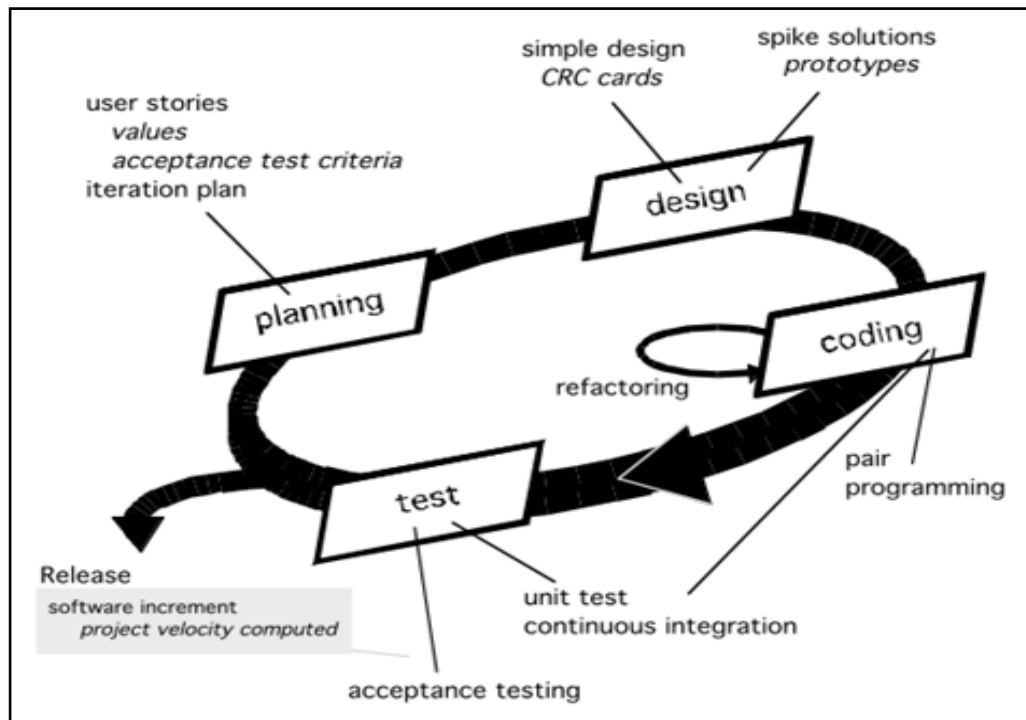 spike solutions
prototypes
simple design
CRC cards
user stories
values
acceptance test criteria
iteration plan
design
planning
coding
refactoring
test
pair
programming
Release
software increment
project velocity computed
unit test
continuous integration
acceptance testing